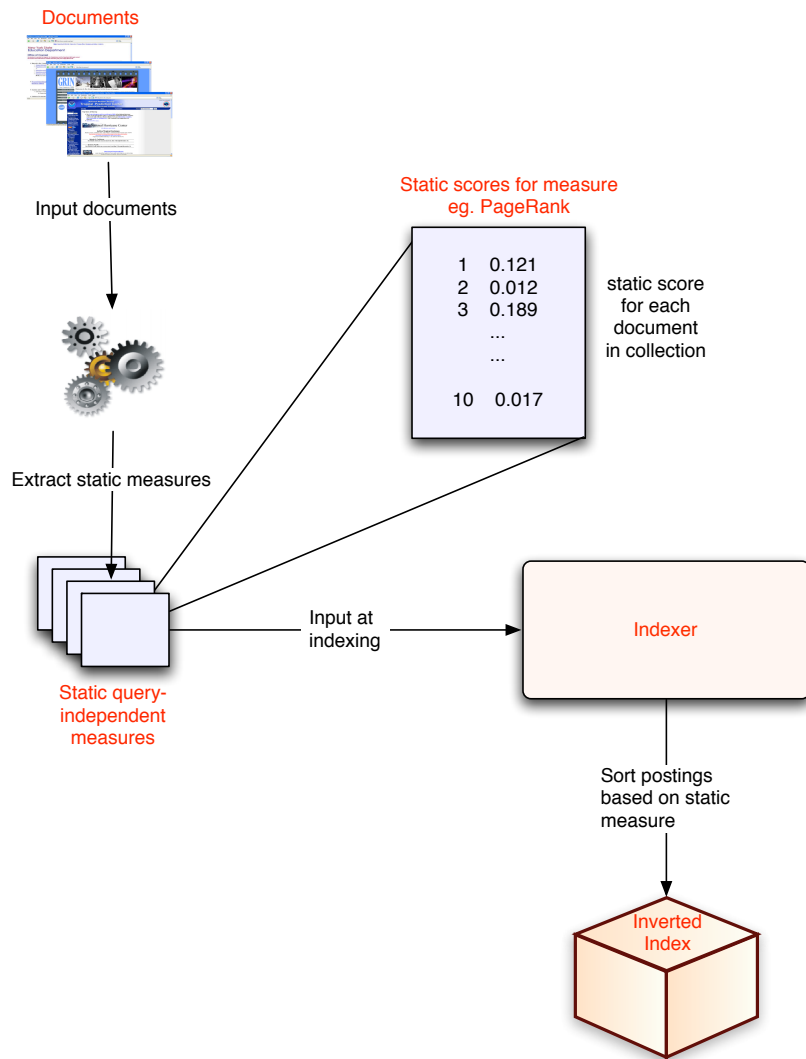 Documents
GRIN
Input documents
Static scores for measure
eg. PageRank
1 0.121
2 0.012
3 0.189
...
...
10 0.017
static score
for each
document
in collection
Extract static measures
Input at
indexing
Indexer
Static query-
independent
measures
Sort postings
based on static
measure
Inverted
Index